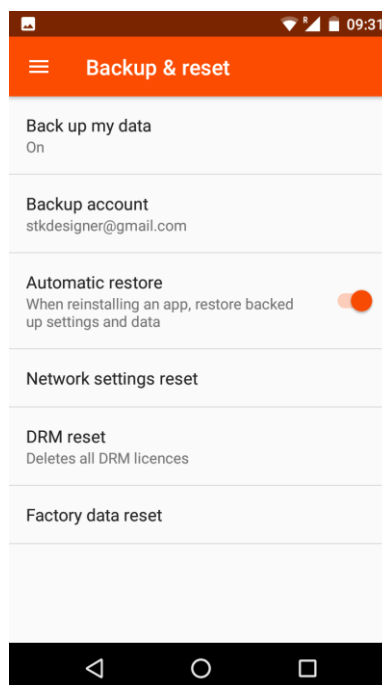 R 09:31
Backup & reset
Back up my data
On
Backup account
stkdesigner@gmail.com
Automatic restore
When reinstalling an app, restore backed
up settings and data
Network settings reset
DRM reset
Deletes all DRM licences
Factory data reset